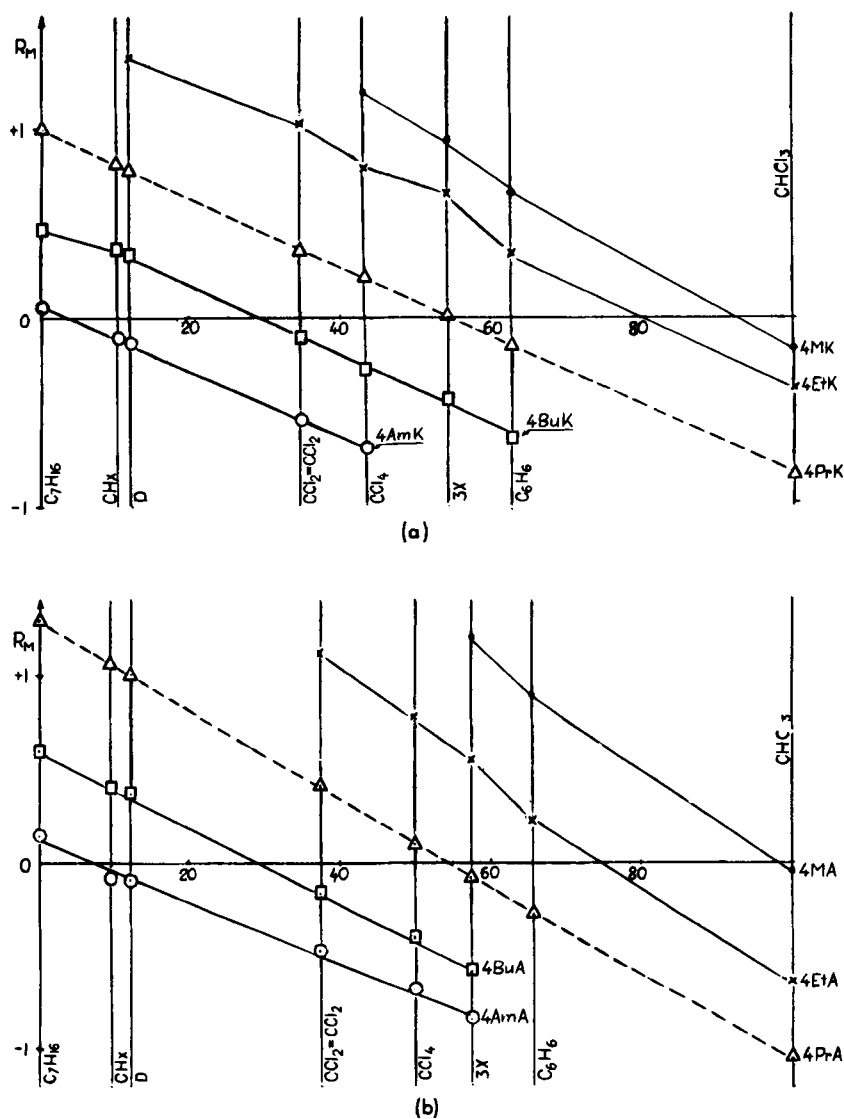 R_M
+1
0
-1
20
40
60
80
C₇H₁₆
CHx
D
CCl₂=CCl₂
CCl₄
3X
C₆H₆
CHCl₃
4AmK
4BuK
4MK
4EtK
4PrK
(a)
R_M
+1
0
-1
20
40
60
80
C₇H₁₆
CHx
D
CCl₂=CCl₂
CCl₄
3X
C₆H₆
CHC ₃
4BuA
4AmA
4MA
4EtA
4PrA
(b)